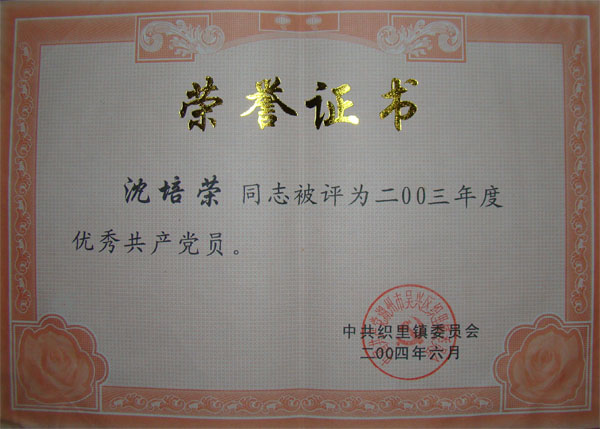 荣誉证书
沈培荣 同志被评为二00三年度
优秀共产党员。
中共织里镇委员会
二00四年六月